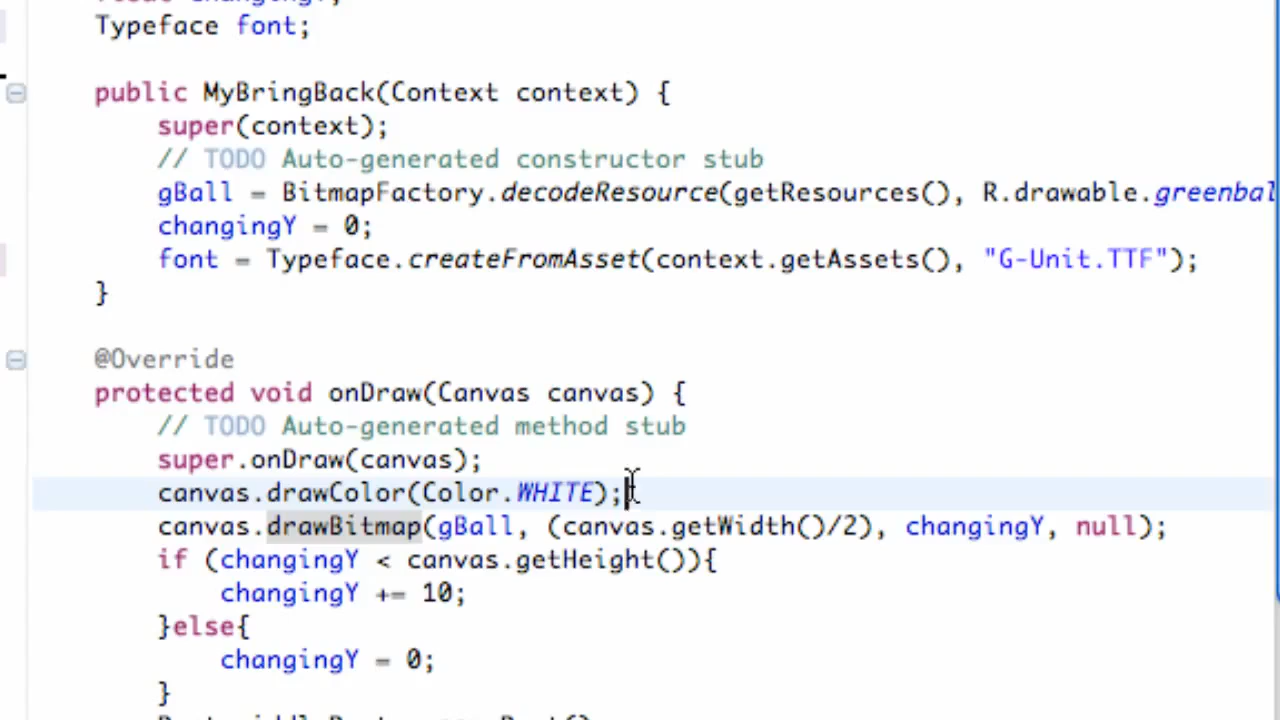 float changingY;
Typeface font;
public MyBringBack(Context context) {
super(context);
// TODO Auto-generated constructor stub
gBall = BitmapFactory.decodeResource(getResources(), R.drawable.greenbal
changingY = 0;
font = Typeface.createFromAsset(context.getAssets(), "G-Unit.TTF");
}
@Override
protected void onDraw(Canvas canvas) {
// TODO Auto-generated method stub
super.onDraw(canvas);
canvas.drawColor(Color.WHITE);
canvas.drawBitmap(gBall, (canvas.getWidth()/2), changingY, null);
if (changingY < canvas.getHeight()){
changingY += 10;
}else{
changingY = 0;
}